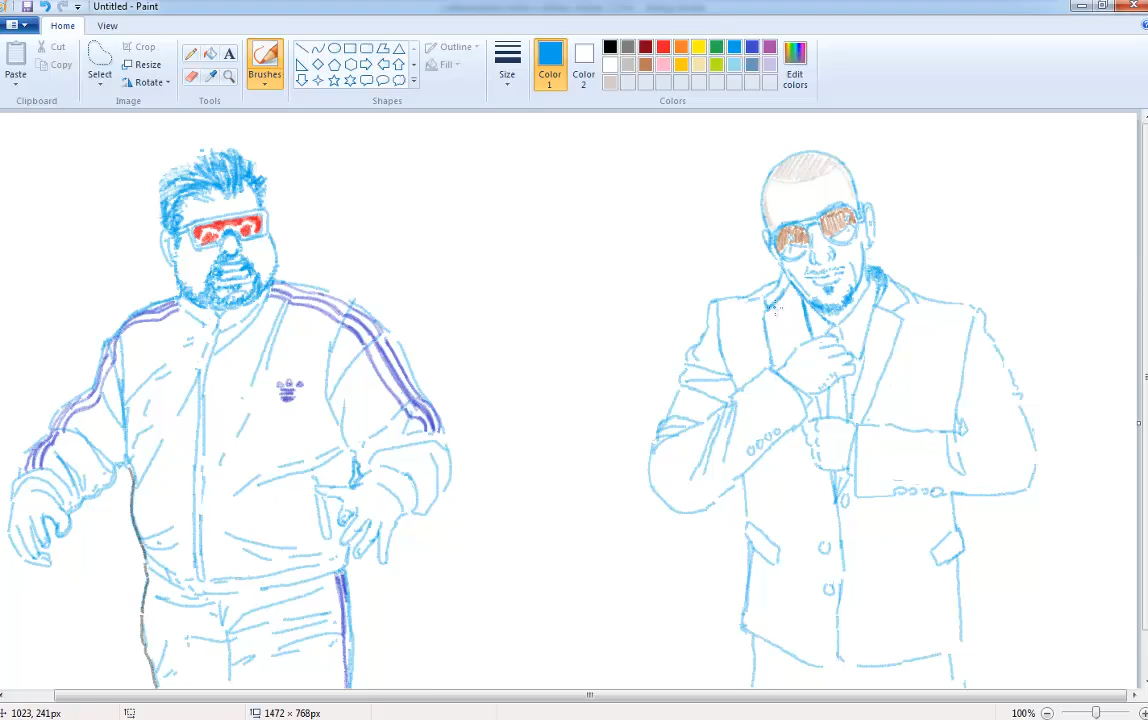 Untitled - Paint
Home
View
Paste
Cut
Copy
Clipboard
Select
Crop
Resize
Rotate
Image
Tools
Brushes
Shapes
Outline
Fill
Size
Color 1
Color 2
Colors
Edit colors
1023, 241px
1472 × 768px
100%